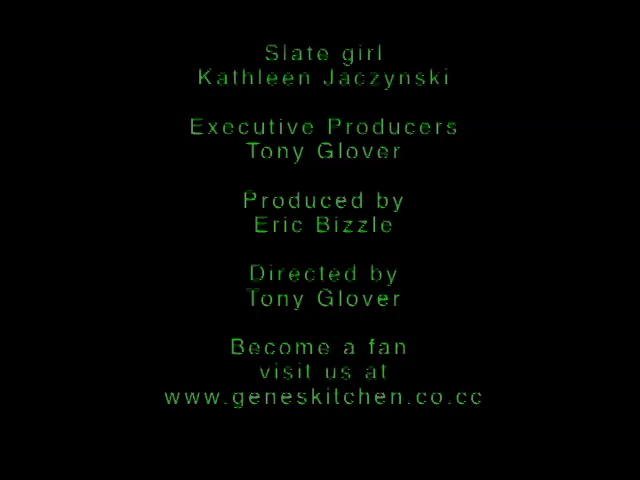 Slate girl
Kathleen Jaczynski
Executive Producers
Tony Glover
Produced by
Eric Bizzle
Directed by
Tony Glover
Become a fan
visit us at
www.geneskitchen.co.cc